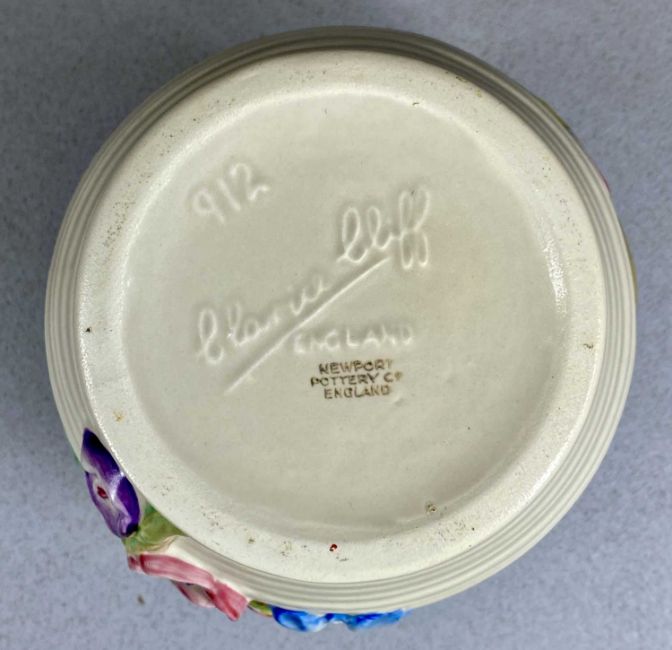 912
Clarice Cliff
ENGLAND
NEWPORT
POTTERY Co
ENGLAND